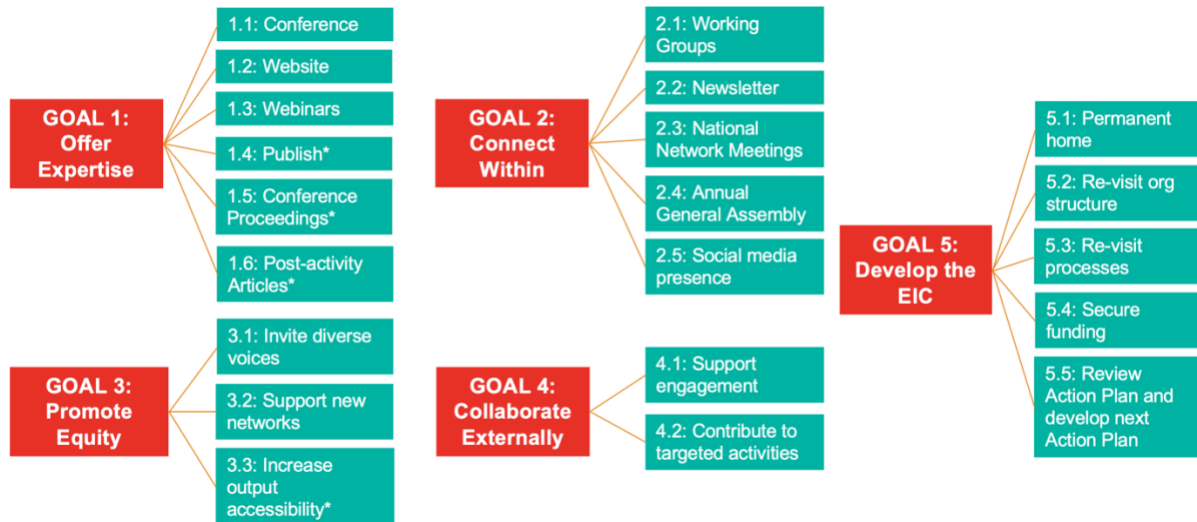 GOAL 1:
Offer
Expertise
1.1: Conference
1.2: Website
1.3: Webinars
1.4: Publish*
1.5: Conference
Proceedings*
1.6: Post-activity
Articles*
GOAL 2:
Connect
Within
2.1: Working
Groups
2.2: Newsletter
2.3: National
Network Meetings
2.4: Annual
General Assembly
2.5: Social media
presence
GOAL 3:
Promote
Equity
3.1: Invite diverse
voices
3.2: Support new
networks
3.3: Increase
output
accessibility*
GOAL 4:
Collaborate
Externally
4.1: Support
engagement
4.2: Contribute to
targeted activities
GOAL 5:
Develop the
EIC
5.1: Permanent
home
5.2: Re-visit org
structure
5.3: Re-visit
processes
5.4: Secure
funding
5.5: Review
Action Plan and
develop next
Action Plan